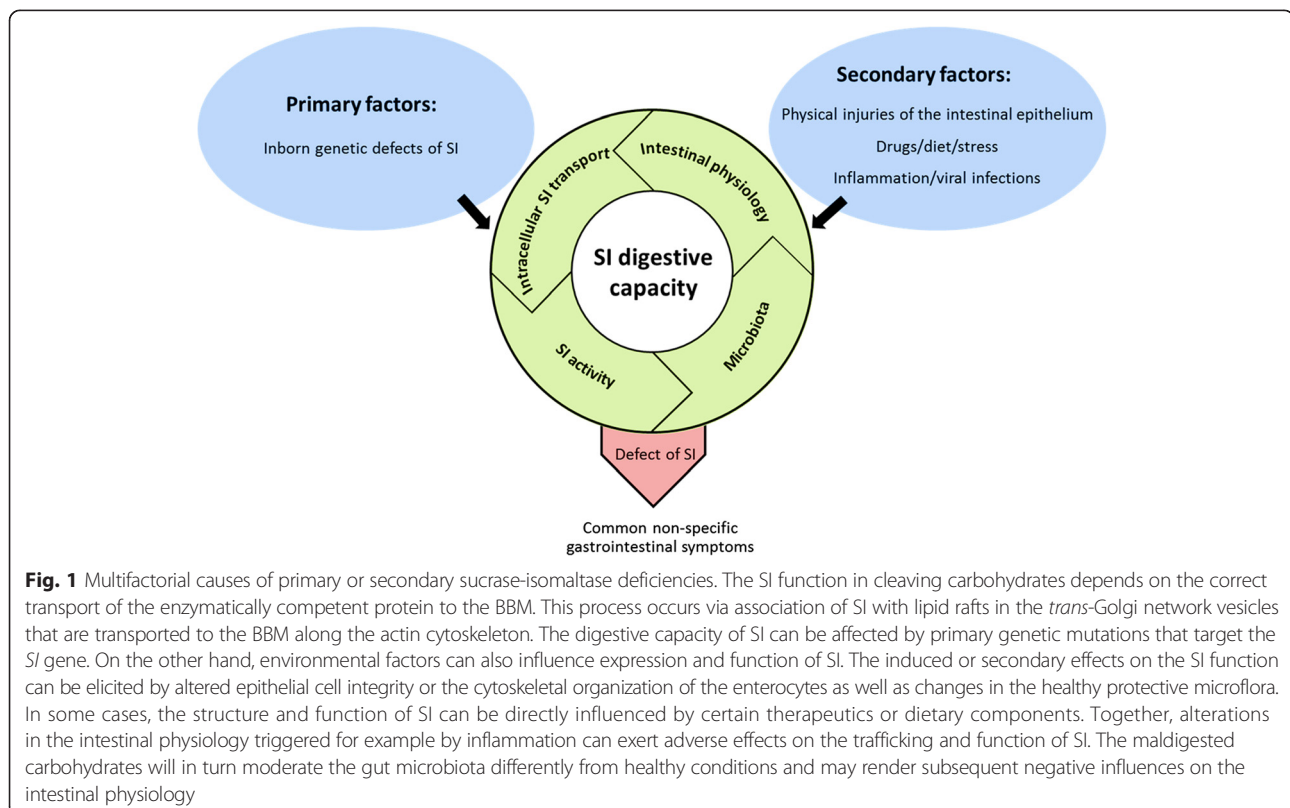 Primary factors:
Inborn genetic defects of SI
Secondary factors:
Physical injuries of the intestinal epithelium
Drugs/diet/stress
Inflammation/viral infections
Intracellular SI transport
Intestinal physiology
SI digestive
capacity
SI activity
Microbiota
Defect of SI
Common non-specific
gastrointestinal symptoms
Fig. 1 Multifactorial causes of primary or secondary sucrase-isomaltase deficiencies. The SI function in cleaving carbohydrates depends on the correct
transport of the enzymatically competent protein to the BBM. This process occurs via association of SI with lipid rafts in the trans-Golgi network vesicles
that are transported to the BBM along the actin cytoskeleton. The digestive capacity of SI can be affected by primary genetic mutations that target the
SI gene. On the other hand, environmental factors can also influence expression and function of SI. The induced or secondary effects on the SI function
can be elicited by altered epithelial cell integrity or the cytoskeletal organization of the enterocytes as well as changes in the healthy protective microflora.
In some cases, the structure and function of SI can be directly influenced by certain therapeutics or dietary components. Together, alterations
in the intestinal physiology triggered for example by inflammation can exert adverse effects on the trafficking and function of SI. The maldigested
carbohydrates will in turn moderate the gut microbiota differently from healthy conditions and may render subsequent negative influences on the
intestinal physiology